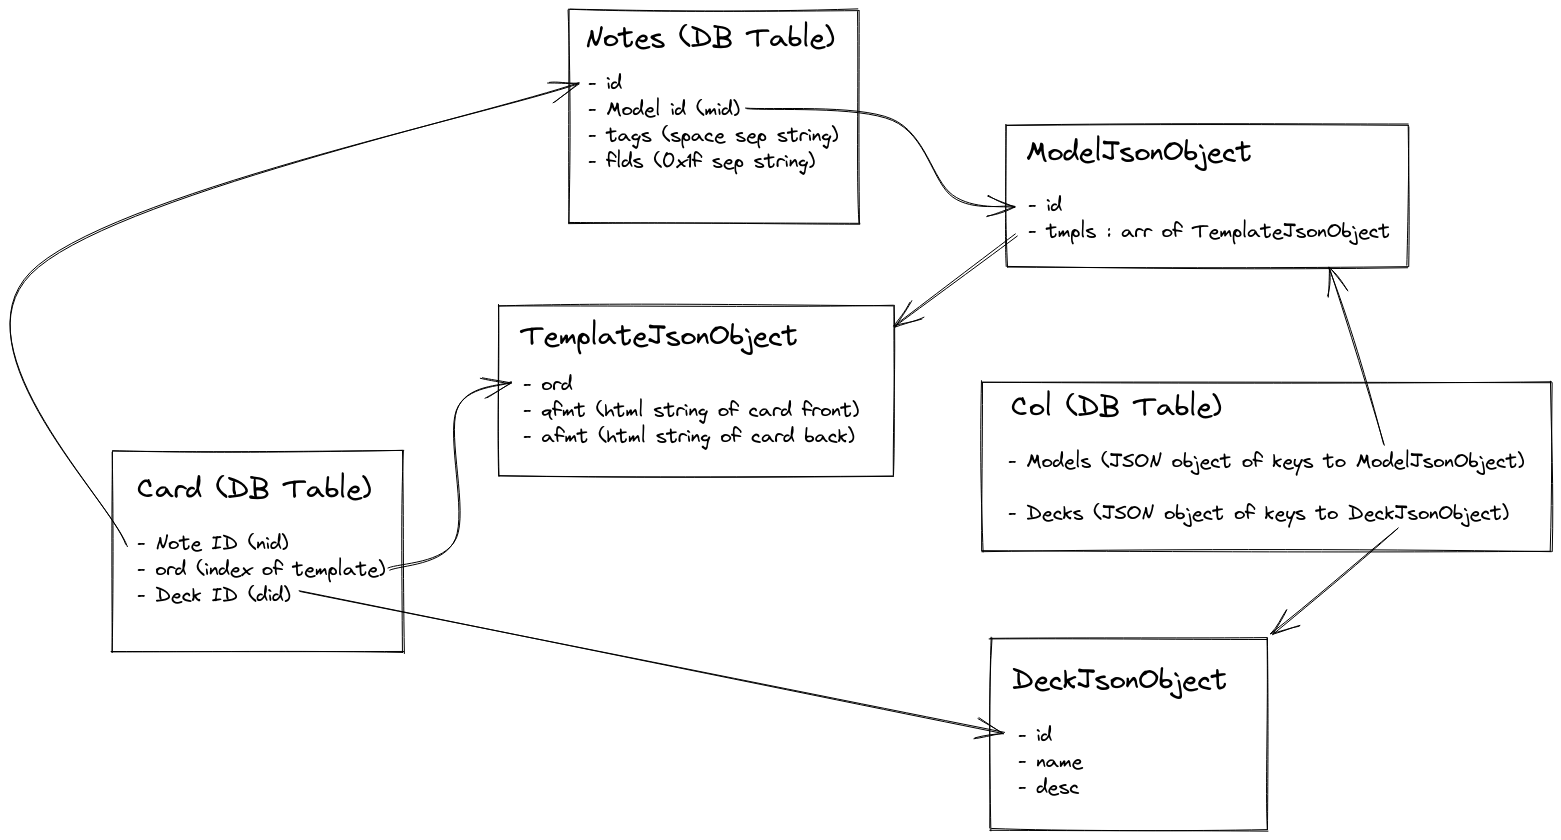 Notes (DB Table)
- id
- Model id (mid)
- tags (space sep string)
- flds (0x1f sep string)
ModelJsonObject
- id
- tmpls : arr of TemplateJsonObject
TemplateJsonObject
- ord
- qfmt (html string of card front)
- afmt (html string of card back)
Col (DB Table)
- Models (JSON object of keys to ModelJsonObject)
- Decks (JSON object of keys to DeckJsonObject)
Card (DB Table)
- Note ID (nid)
- ord (index of template)
- Deck ID (did)
DeckJsonObject
- id
- name
- desc